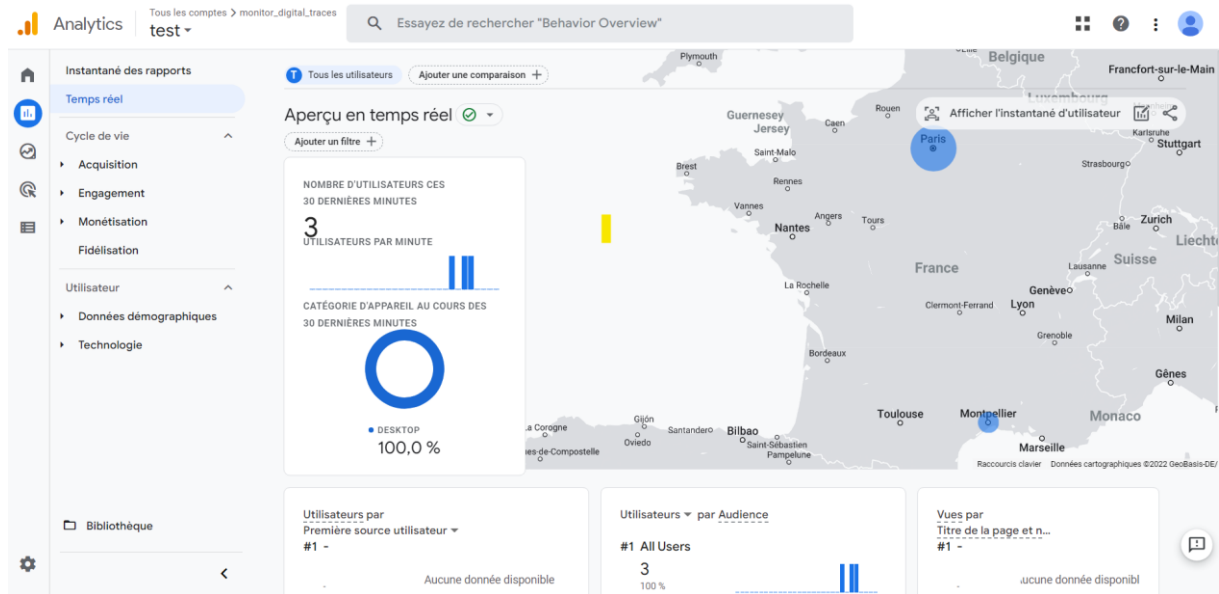 Analytics
Tous les comptes > monitor_digital_traces
test
Essayez de rechercher "Behavior Overview"
Instantané des rapports
Temps réel
Cycle de vie
Acquisition
Engagement
Monétisation
Fidélisation
Utilisateur
Données démographiques
Technologie
Bibliothèque
T Tous les utilisateurs
Ajouter une comparaison +
Aperçu en temps réel
Ajouter un filtre +
NOMBRE D'UTILISATEURS CES
30 DERNIÈRES MINUTES
3
UTILISATEURS PAR MINUTE
CATÉGORIE D'APPAREIL AU COURS DES
30 DERNIÈRES MINUTES
DESKTOP
100,0 %
Afficher l'instantané d'utilisateur
Plymouth
Belgique
Francfort-sur-le-Main
Luxembourg
Guernesey
Jersey
Caen
Rouen
Paris
Karlsruhe
Stuttgart
Saint-Malo
Strasbourg
Brest
Rennes
Vannes
Angers
Tours
Nantes
Bâle
Zurich
Liechte
Suisse
Lausanne
France
La Rochelle
Genève
Clermont-Ferrand
Lyon
Milan
Grenoble
Bordeaux
Gênes
Toulouse
Montpellier
Monaco
Marseille
a Corogne
Gijón
Oviedo
Santander
Bilbao
Saint-Sébastien
Pampelune
es-de-Compostelle
Raccourcis clavier
Données cartographiques ©2022 GeoBasis-DE/
Utilisateurs par
Première source utilisateur
#1 -
Aucune donnée disponible
Utilisateurs par Audience
#1 All Users
3
100 %
Vues par
Titre de la page et n...
#1 -
ucune donnée disponibl